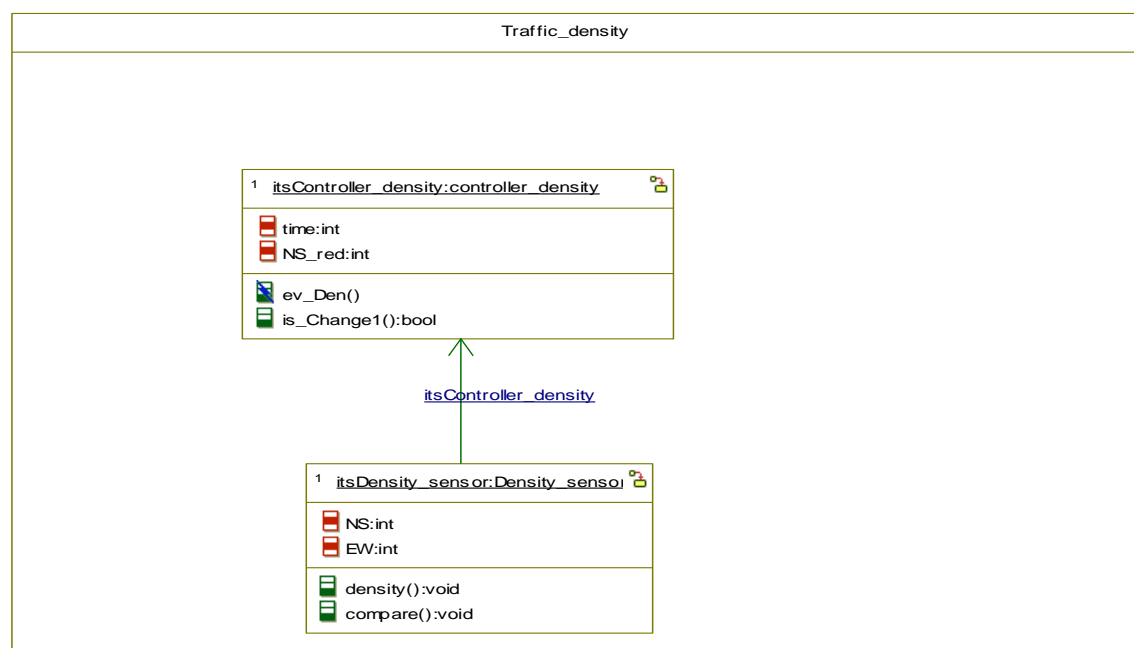 Traffic_density
1 itsController_density:controller_density
time:int
NS_red:int
ev_Den()
is_Change1():bool
itsController_density
1 itsDensity_sensor:Density_sensor
NS:int
EW:int
density():void
compare():void